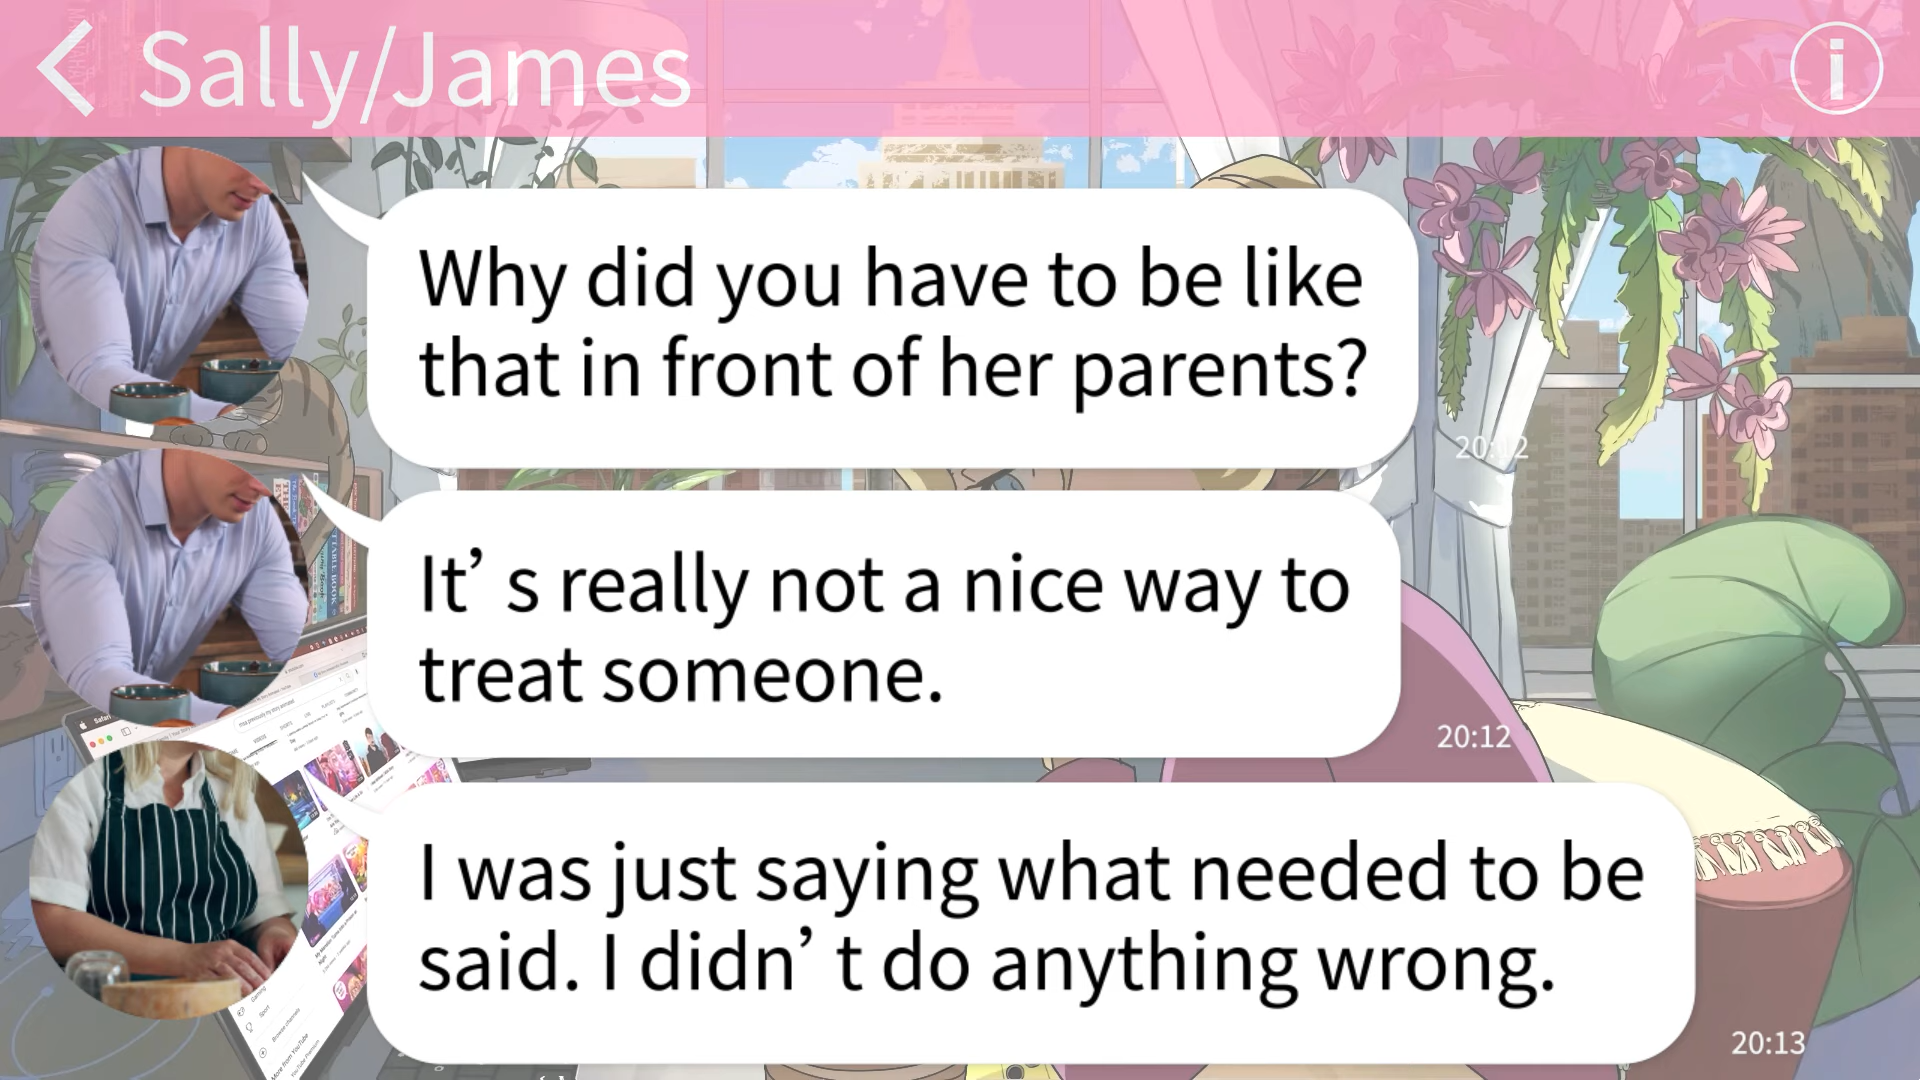 Sally/James
Why did you have to be like
that in front of her parents?
20:12
It’s really not a nice way to
treat someone.
20:12
I was just saying what needed to be
said. I didn’t do anything wrong.
20:13